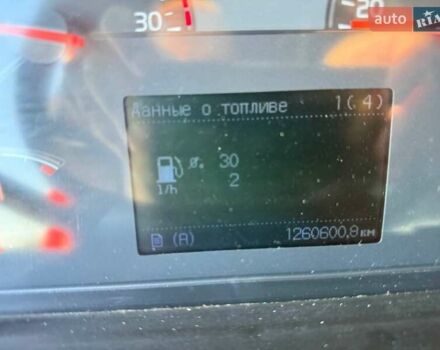 30
20
auto RIA
Данные о топливе 1(.4)
ø. 30
l/h 2
(A) 1260600,8км